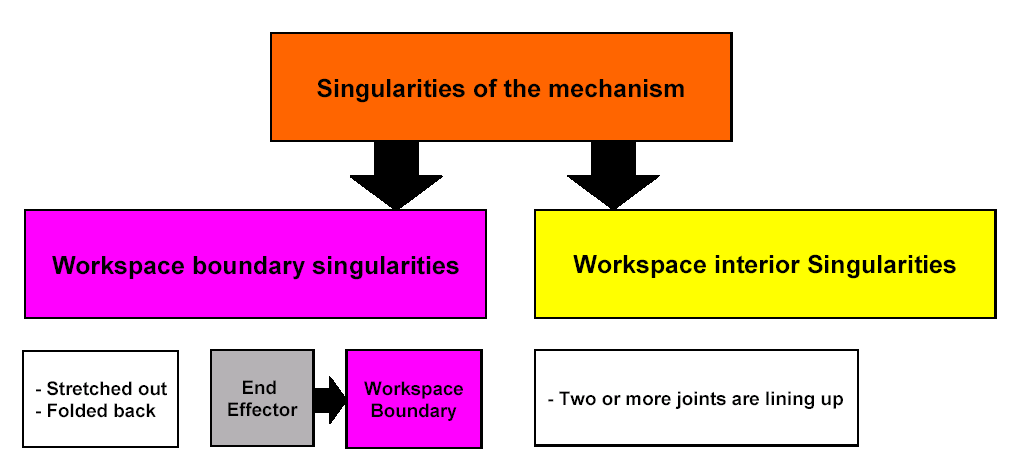 Singularities of the mechanism
Workspace boundary singularities
Workspace interior Singularities
- Stretched out
- Folded back
End
Effector
Workspace
Boundary
- Two or more joints are lining up